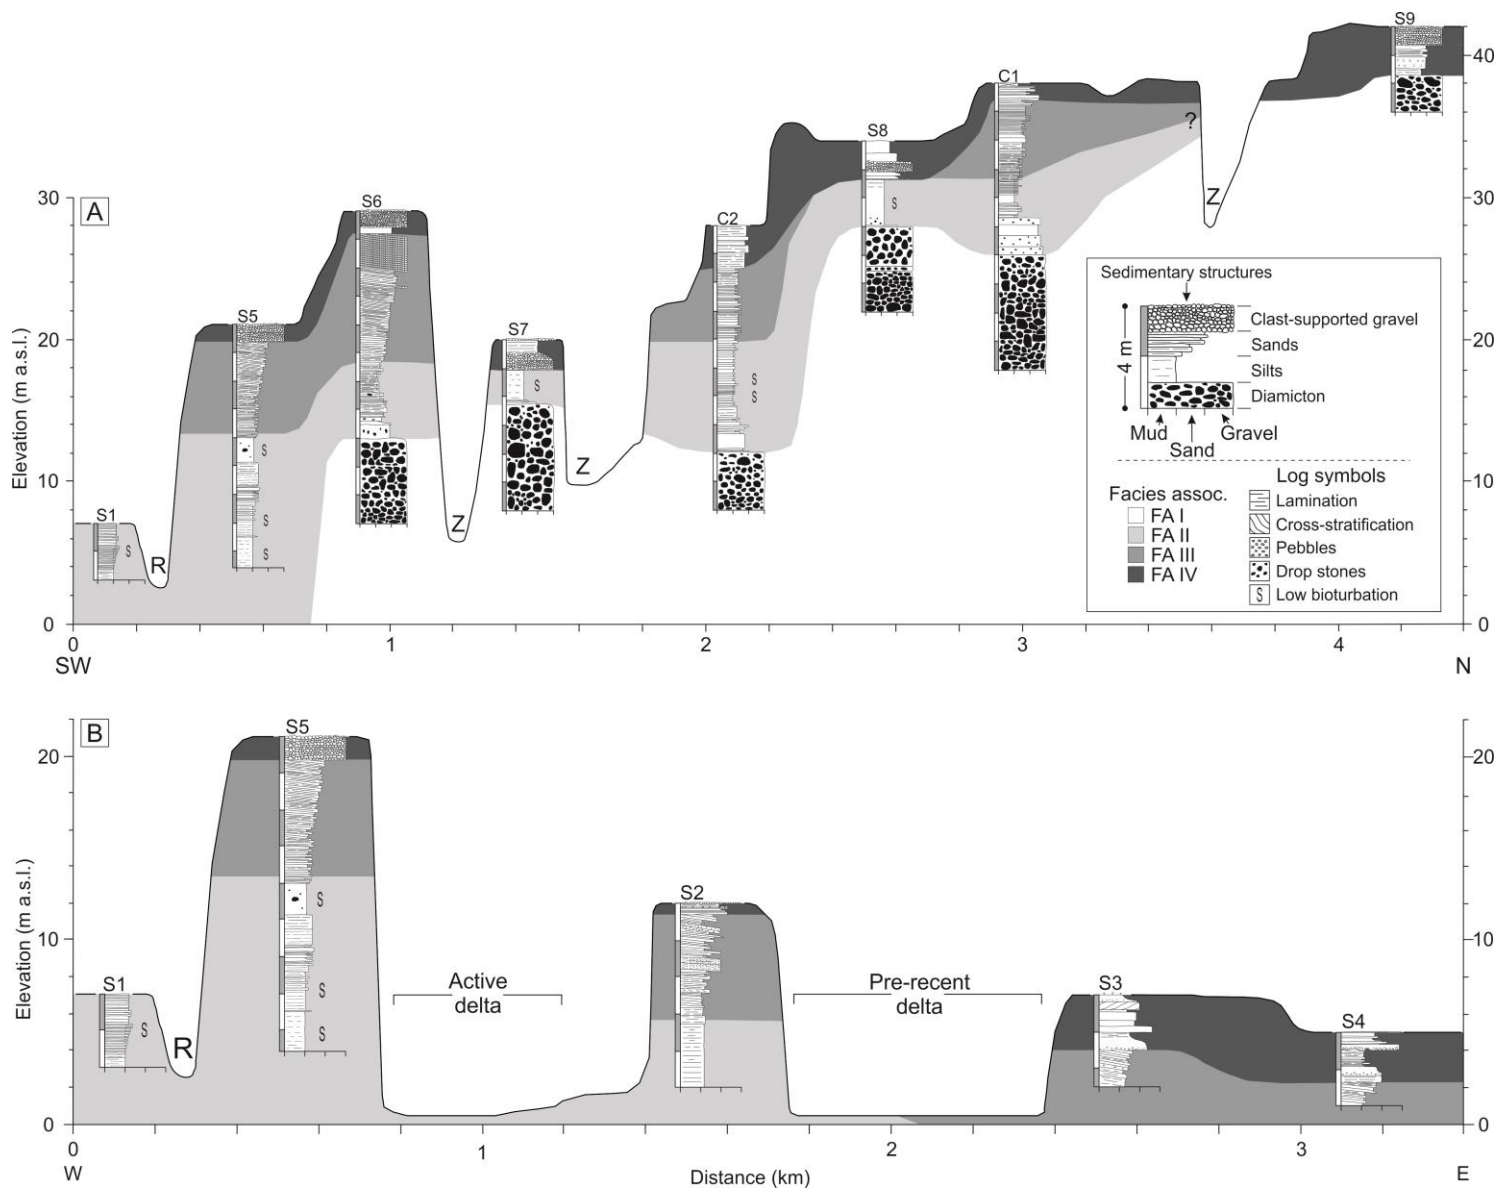 A
S9
40
C1
S8
?
30
30
S6
C2
Z
S5
S7
20
20
Elevation (m a.s.l.)
S
S
S
S
S
10
10
Z
Z
S1
S
S
S
R
0
0
0
1
2
3
4
SW
N
Sedimentary structures
4 m
Clast-supported gravel
Sands
Silts
Diamicton
Mud
Sand
Gravel
Facies assoc.
FA I
FA II
FA III
FA IV
Log symbols
Lamination
Cross-stratification
Pebbles
Drop stones
S Low bioturbation
B
S5
20
20
Elevation (m a.s.l.)
S
S2
10
10
S1
S
S
S
R
Active
delta
Pre-recent
delta
S3
S4
0
0
0
1
2
3
W
Distance (km)
E